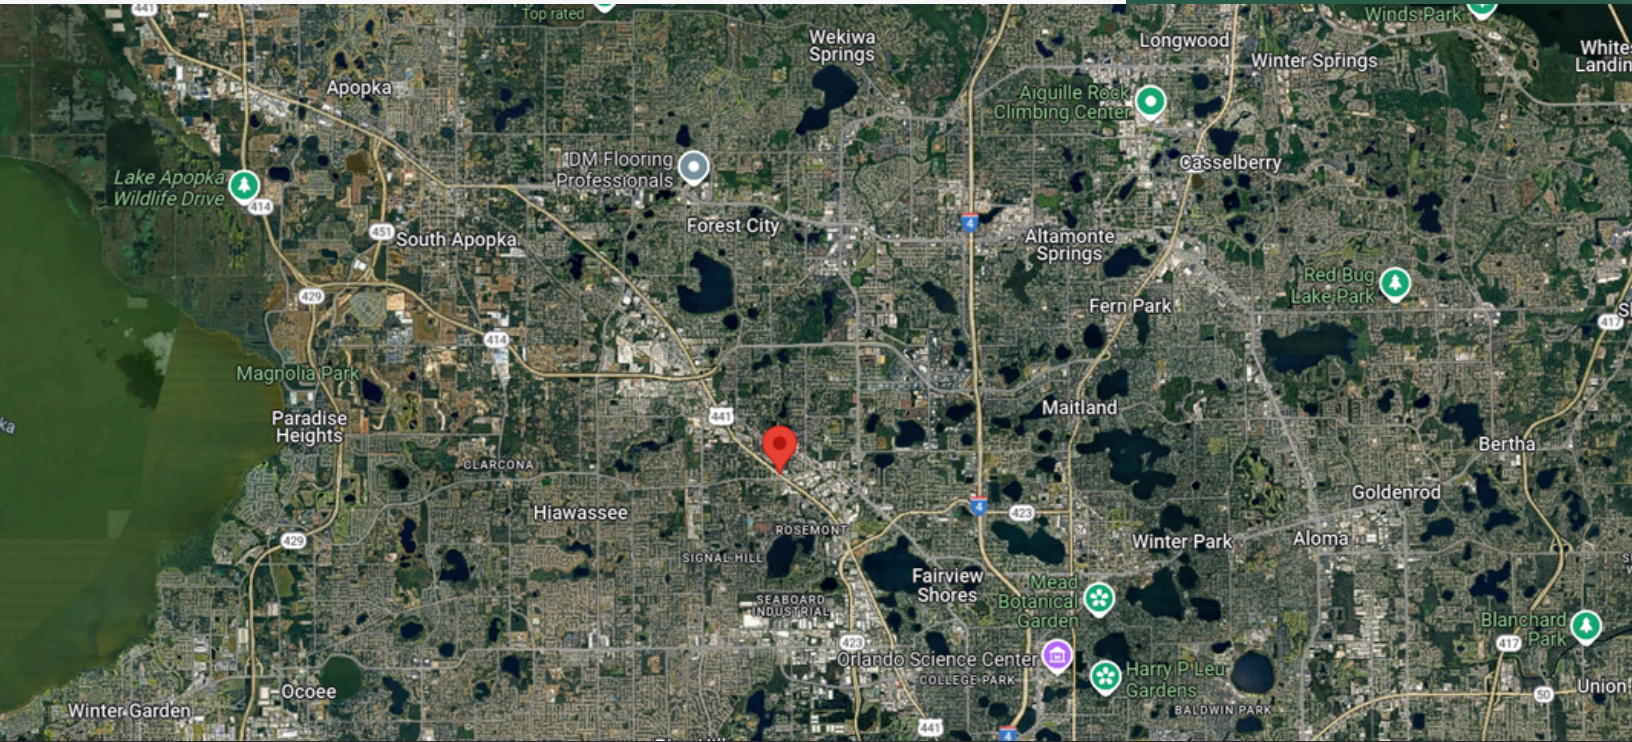 441
Top rated
Winds Park
Wekiwa
Springs
Longwood
Winter Springs
Apopka
Aiguille Rock
Climbing Center
Casselberry
DM Flooring
Professionals
Lake Apopka
Wildlife Drive
414
451
South Apopka
Forest City
4
Altamonte
Springs
Red Bug
Lake Park
429
Fern Park
417
414
Magnolia Park
Paradise
Heights
441
Maitland
Bertha
CLARCONA
Goldenrod
Hiawassee
4
423
ROSEMONT
429
SIGNAL HILL
Winter Park
Aloma
Fairview
Shores
Mead
Botanical
Garden
SEABOARD
INDUSTRIAL
Blanchard
Park
423
417
Orlando Science Center
COLLEGE PARK
Harry P Leu
Gardens
Ocoee
Winter Garden
BALDWIN PARK
50
Union
441
4